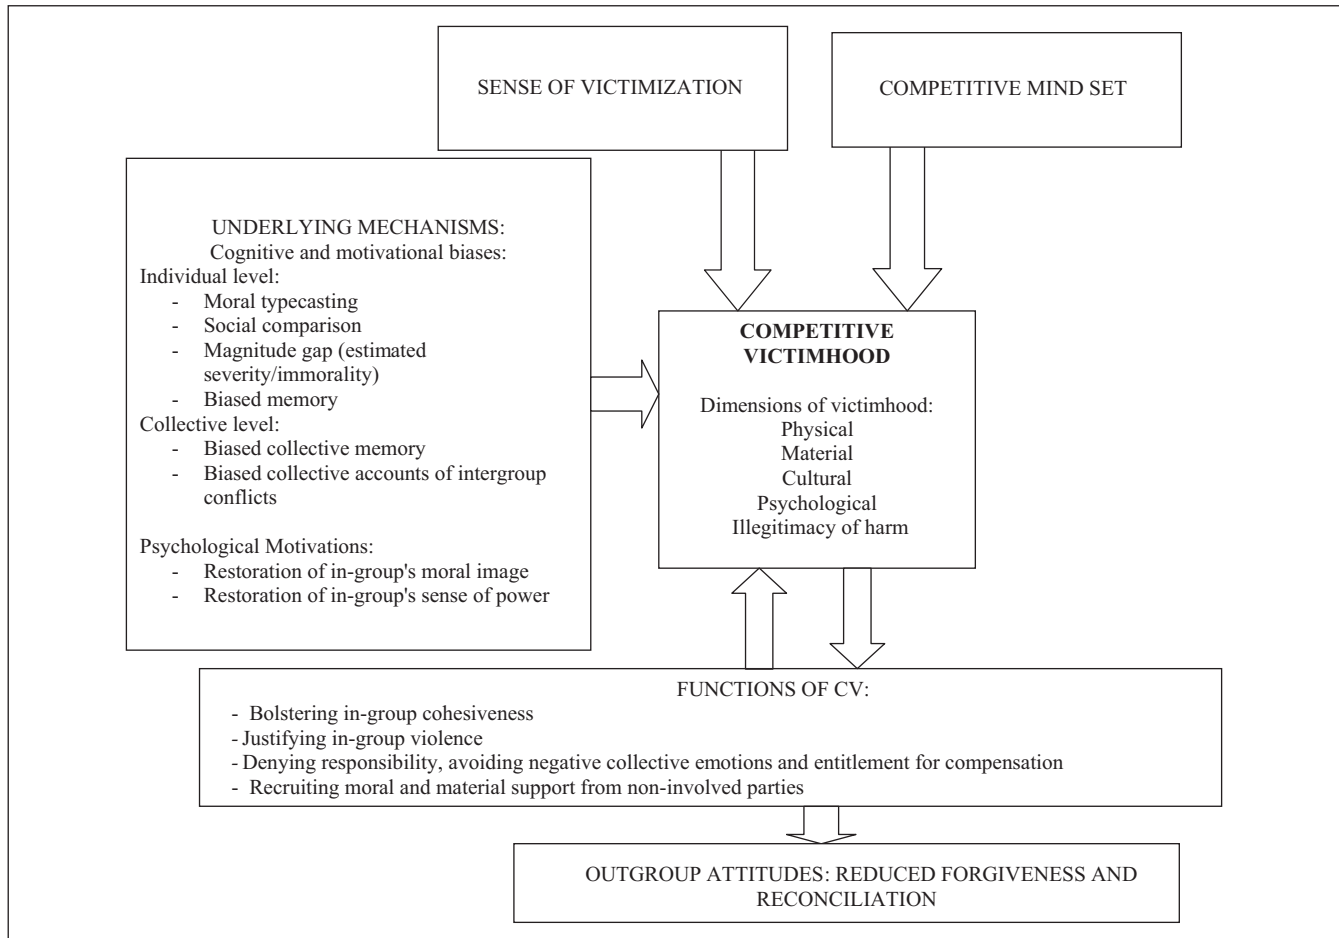 SENSE OF VICTIMIZATION
COMPETITIVE MIND SET
UNDERLYING MECHANISMS:
Cognitive and motivational biases:
Individual level:
- Moral typecasting
- Social comparison
- Magnitude gap (estimated
severity/immorality)
- Biased memory
Collective level:
- Biased collective memory
- Biased collective accounts of intergroup
conflicts
Psychological Motivations:
- Restoration of in-group's moral image
- Restoration of in-group's sense of power
COMPETITIVE
VICTIMHOOD
Dimensions of victimhood:
Physical
Material
Cultural
Psychological
Illegitimacy of harm
FUNCTIONS OF CV:
- Bolstering in-group cohesiveness
- Justifying in-group violence
- Denying responsibility, avoiding negative collective emotions and entitlement for compensation
- Recruiting moral and material support from non-involved parties
OUTGROUP ATTITUDES: REDUCED FORGIVENESS AND
RECONCILIATION